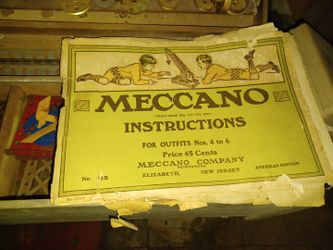 MECCANO
INSTRUCTIONS
FOR OUTFITS Nos. 4 to 6
Price 45 Cents
MECCANO COMPANY
ELIZABETH, NEW JERSEY
AMERICAN EDITION